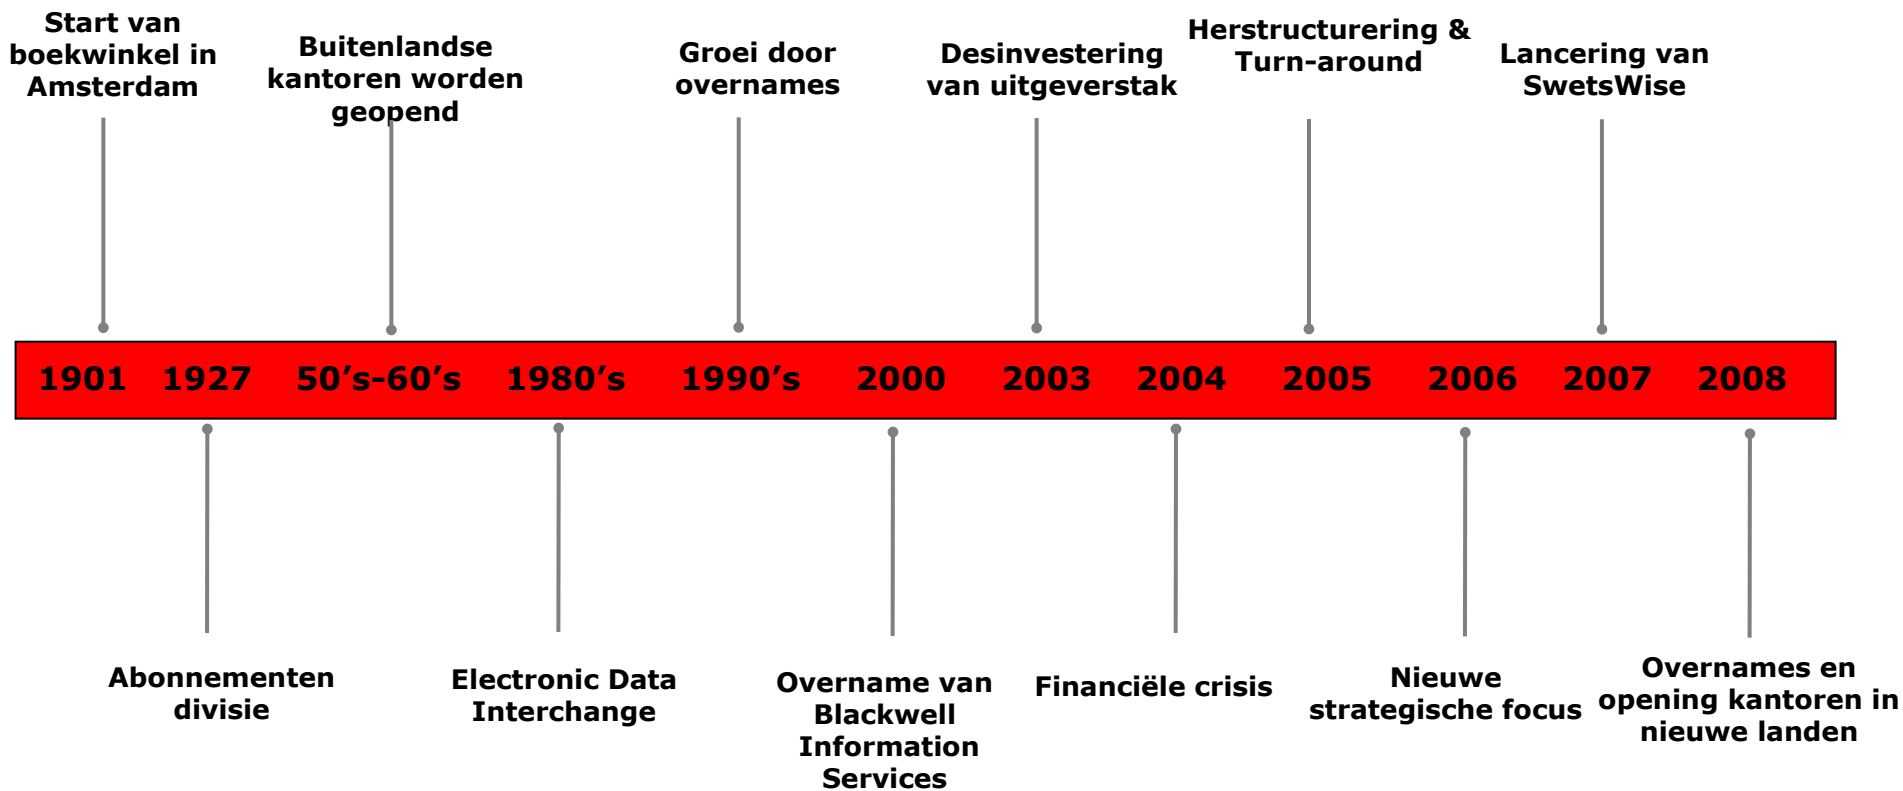 Start van
boekwinkel in
Amsterdam
Buitenlandse
kantoren worden
geopend
Groei door
overnames
Desinvestering
van uitgeverstak
Herstructurering &
Turn-around
Lancering van
SwetsWise
1901 1927 50’s-60’s 1980’s 1990’s 2000 2003 2004 2005 2006 2007 2008
Abonnementen
divisie
Electronic Data
Interchange
Overname van
Blackwell
Information
Services
Financiële crisis
Nieuwe
strategische focus
Overnames en
opening kantoren in
nieuwe landen